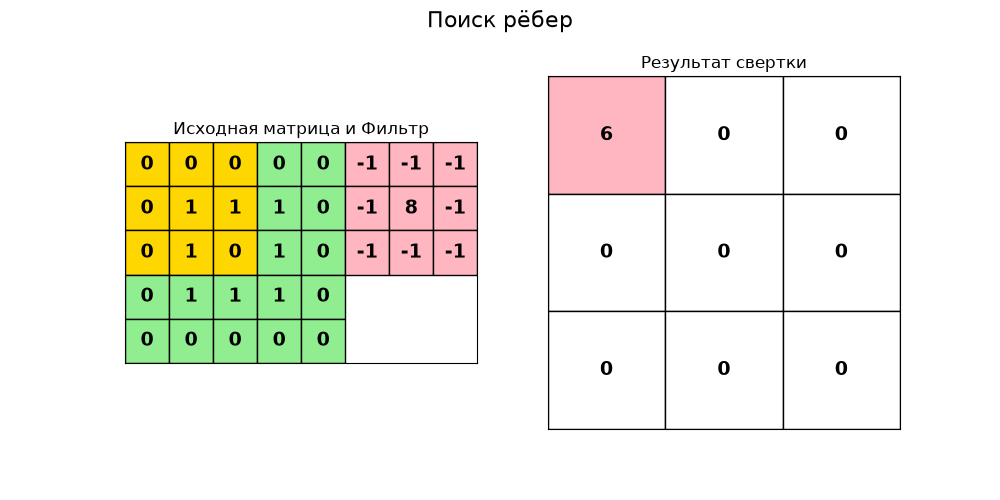 Поиск рёбер
Исходная матрица и Фильтр
0 0 0 0 0 -1 -1 -1
0 1 1 1 0 -1 8 -1
0 1 0 1 0 -1 -1 -1
0 1 1 1 0
0 0 0 0 0
Результат свертки
6 0 0
0 0 0
0 0 0